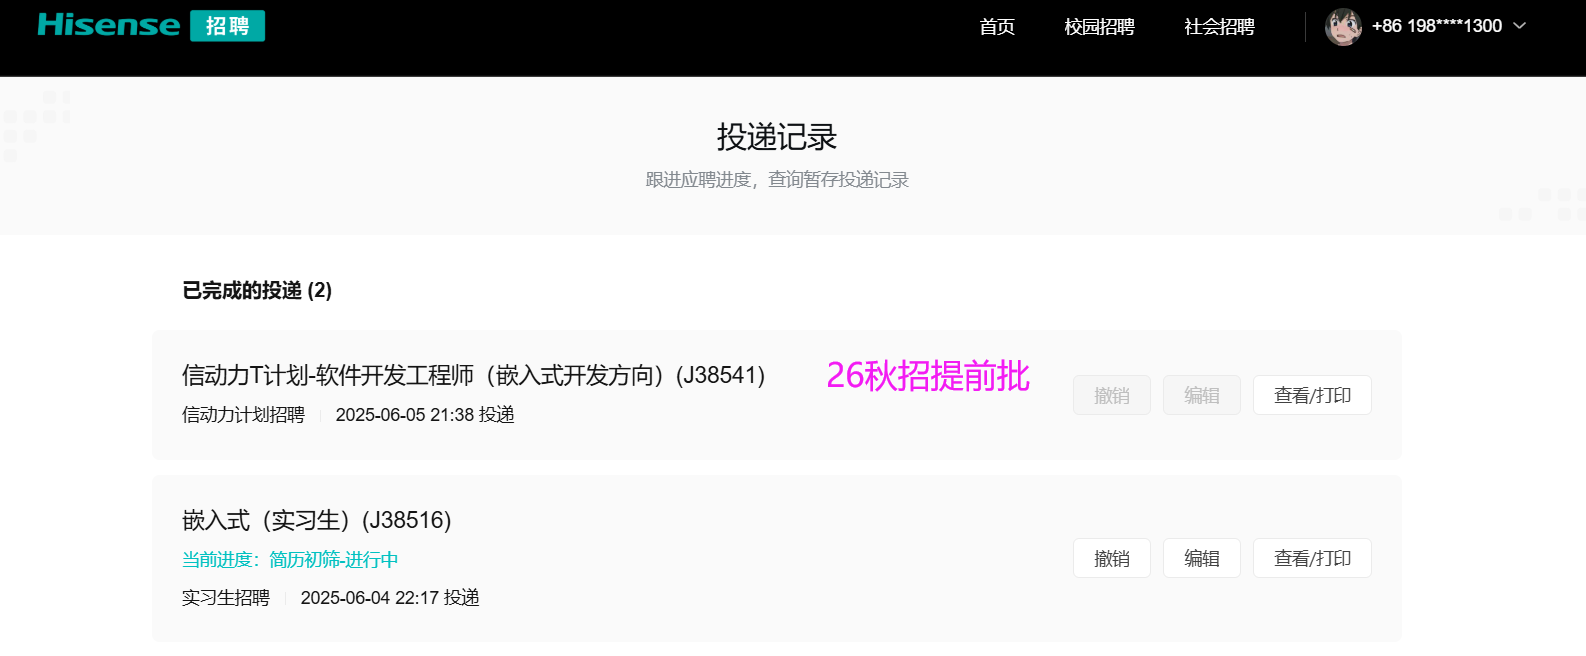 Hisense 招聘
首页 校园招聘 社会招聘 +86 198****1300
投递记录
跟进应聘进度，查询暂存投递记录
已完成的投递 (2)
信动力T计划-软件开发工程师（嵌入式开发方向）(J38541)
26秋招提前批
撤销 编辑 查看/打印
信动力计划招聘 2025-06-05 21:38 投递
嵌入式（实习生）(J38516)
当前进度：简历初筛-进行中
撤销 编辑 查看/打印
实习生招聘 2025-06-04 22:17 投递